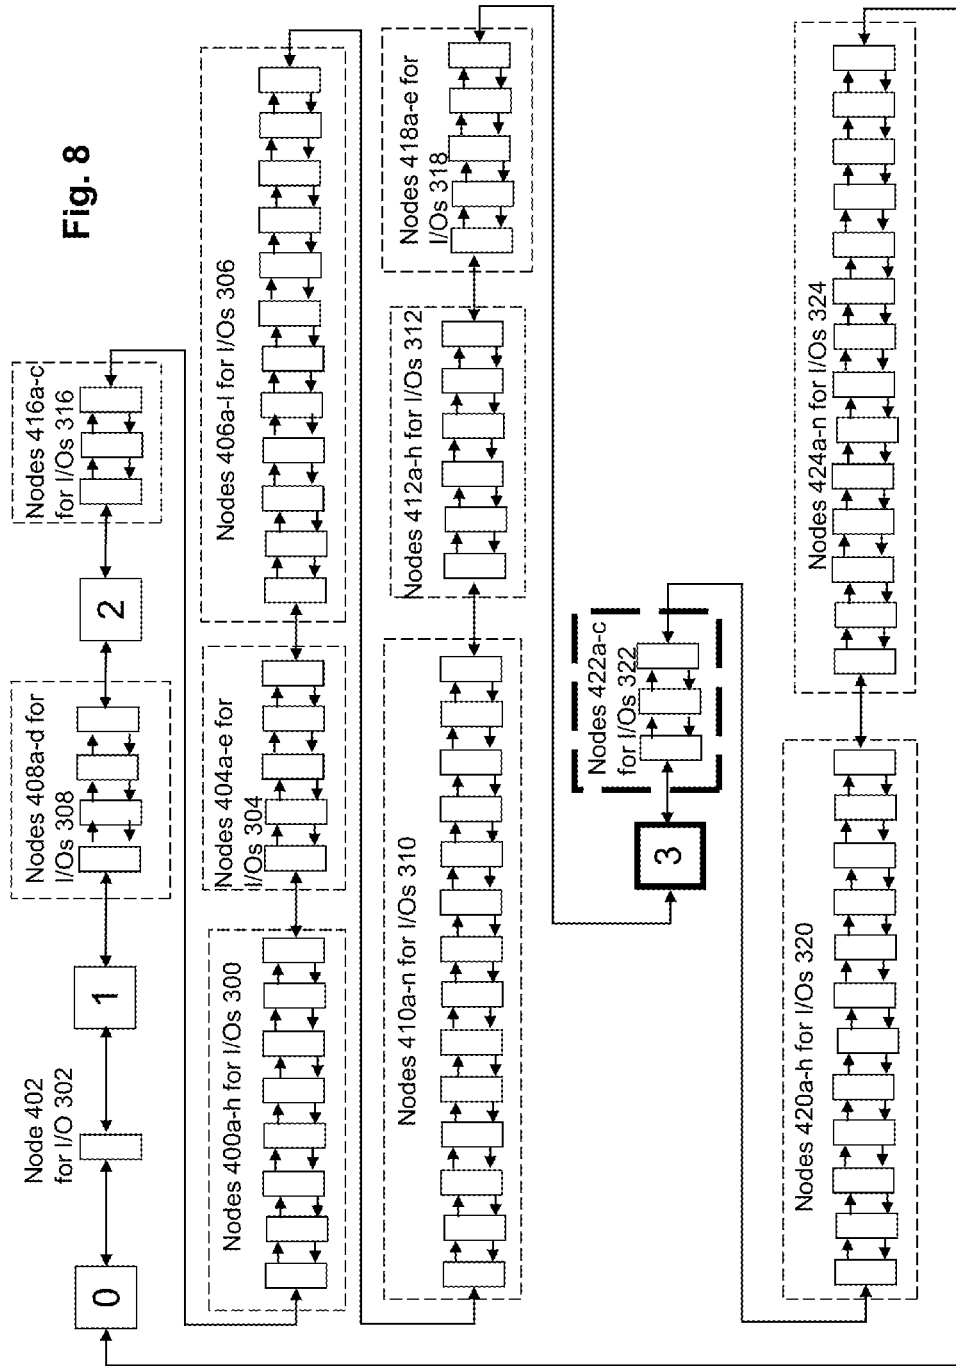 0
Node 402
for I/O 302
1
Nodes 408a-d for
I/Os 308
2
Nodes 416a-c
for I/Os 316
Fig. 8
Nodes 400a-h for I/Os 300
Nodes 404a-e for
I/Os 304
Nodes 406a-l for I/Os 306
Nodes 410a-n for I/Os 310
Nodes 412a-h for I/Os 312
Nodes 418a-e for
I/Os 318
3
Nodes 422a-c
for I/Os 322
Nodes 420a-h for I/Os 320
Nodes 424a-n for I/Os 324